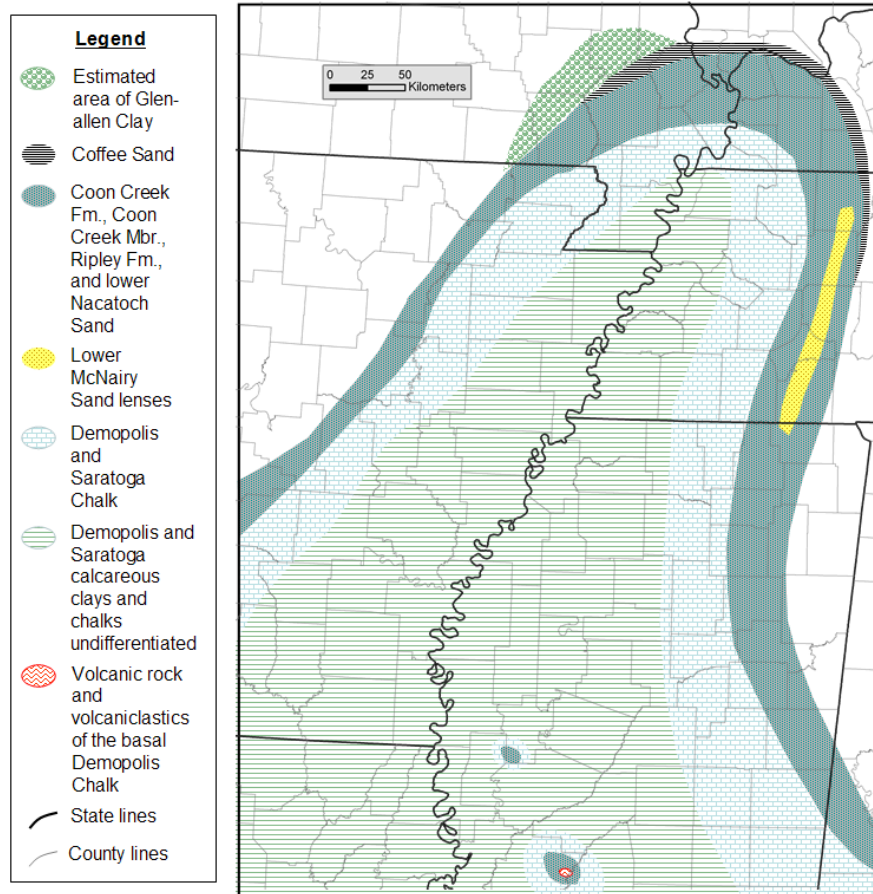 Legend
Estimated
area of Glen-
allen Clay
Coffee Sand
Coon Creek
Fm., Coon
Creek Mbr.,
Ripley Fm.,
and lower
Nacatoch
Sand
Lower
McNairy
Sand lenses
Demopolis
and
Saratoga
Chalk
Demopolis and
Saratoga
calcareous
clays and
chalks
undifferentiated
Volcanic rock
and
volcaniclastics
of the basal
Demopolis
Chalk
State lines
County lines
0 25 50
Kilometers